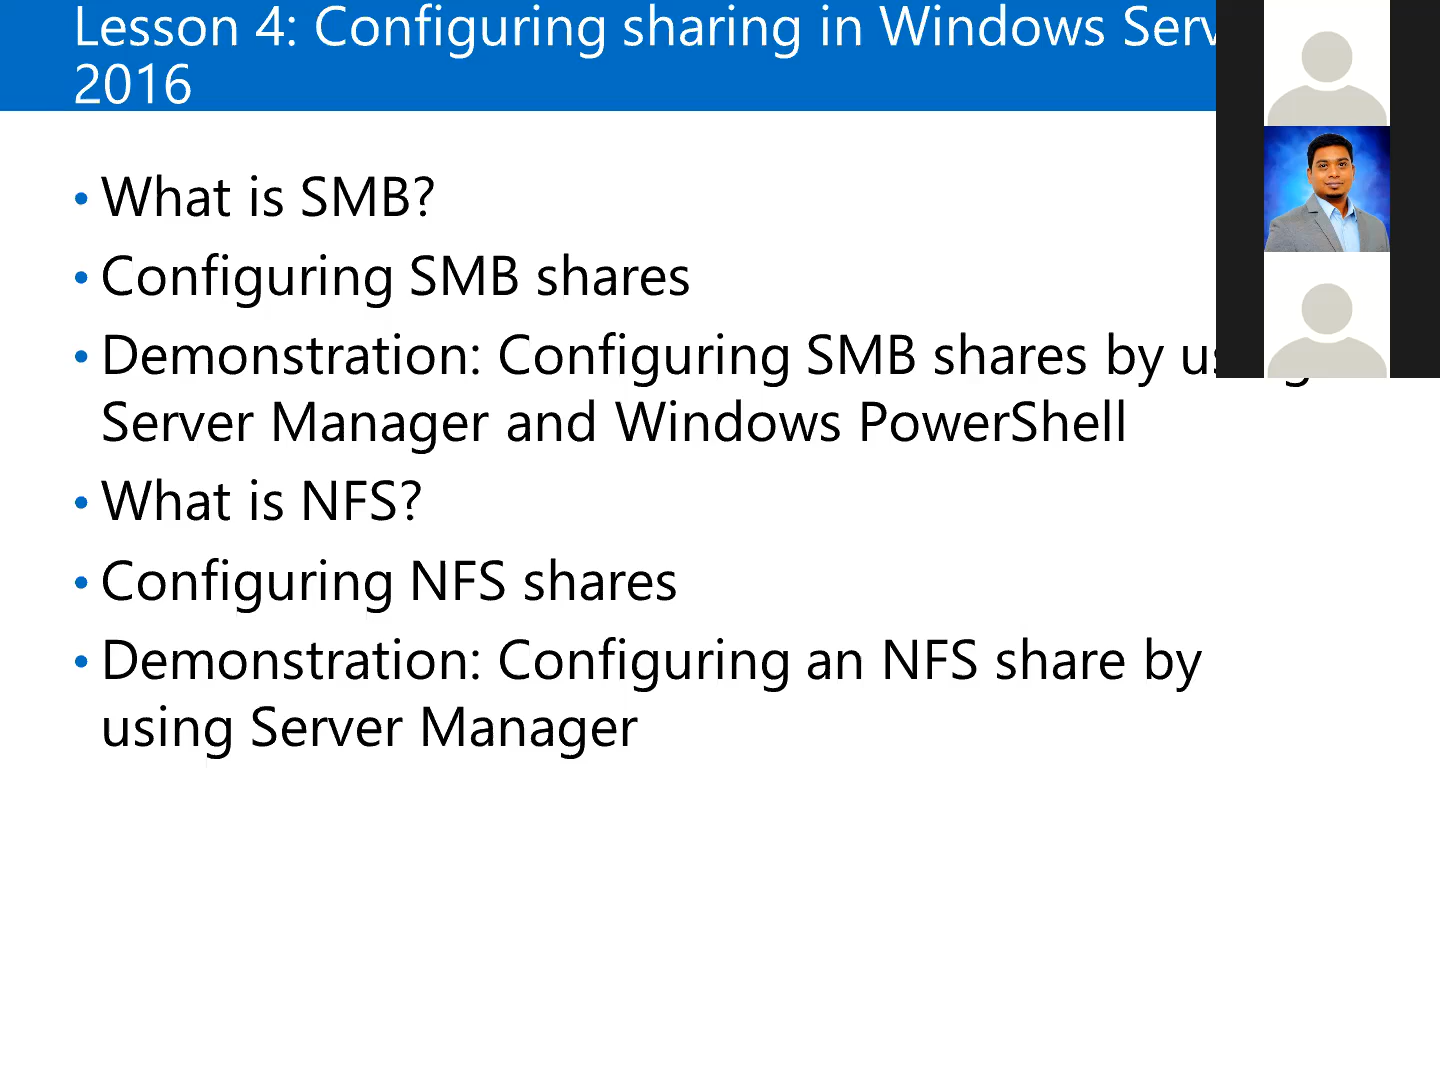 Lesson 4: Configuring sharing in Windows
2016
• What is SMB?
• Configuring SMB shares
• Demonstration: Configuring SMB shares by
Server Manager and Windows PowerShell
• What is NFS?
• Configuring NFS shares
• Demonstration: Configuring an NFS share by
using Server Manager